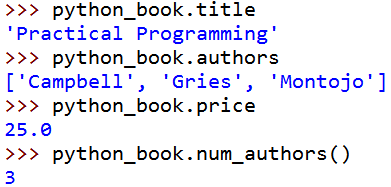 >>> python_book.title
'Practical Programming'
>>> python_book.authors
['Campbell', 'Gries', 'Montojo']
>>> python_book.price
25.0
>>> python_book.num_authors()
3